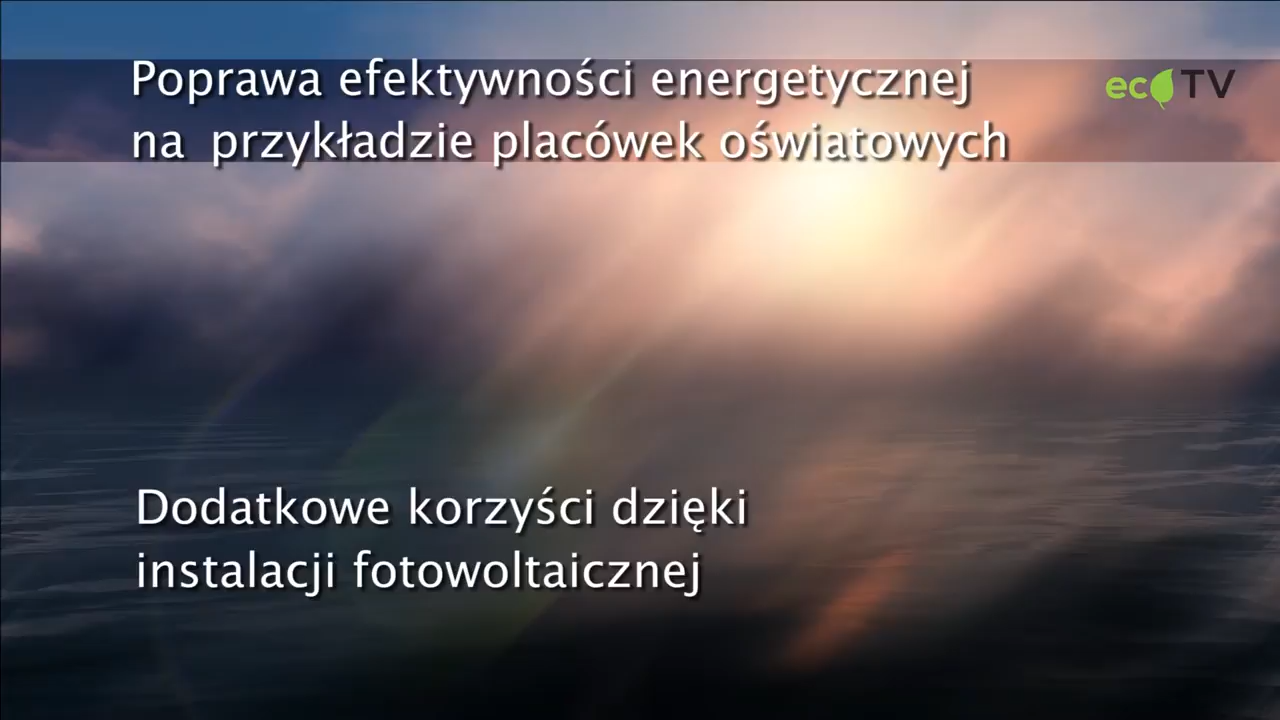 Poprawa efektywności energetycznej
na przykładzie placówek oświatowych
ecoTV
Dodatkowe korzyści dzięki
instalacji fotowoltaicznej